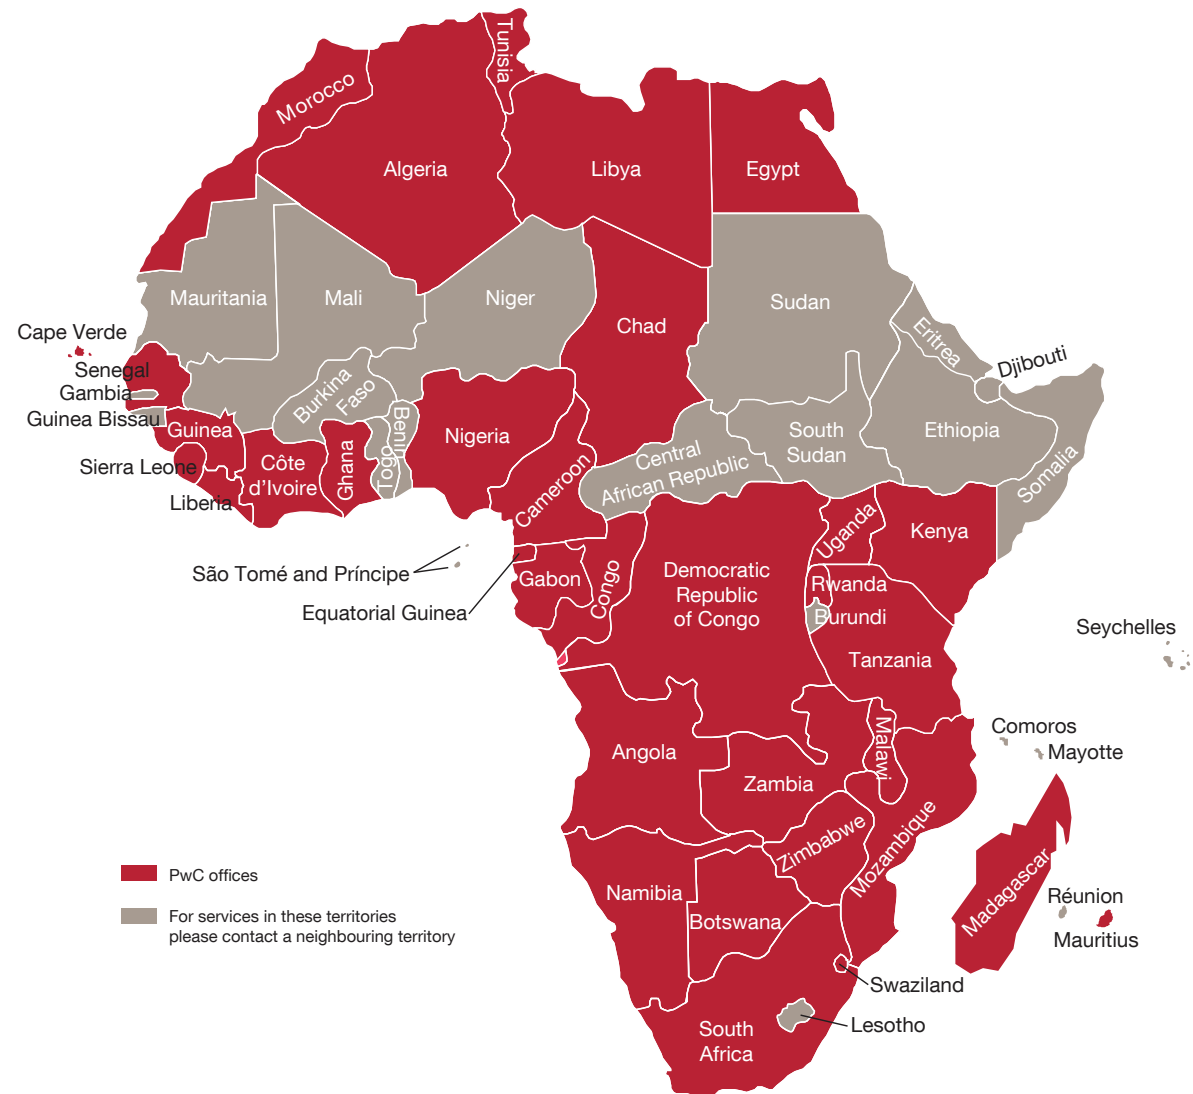 Tunisia
Morocco
Algeria
Libya
Egypt
Mauritania
Mali
Niger
Chad
Sudan
Eritrea
Djibouti
Cape Verde
Senegal
Gambia
Guinea Bissau
Guinea
Sierra Leone
Liberia
Côte
d’Ivoire
Burkina
Faso
Ghana
Togo
Benin
Nigeria
Cameroon
Central
African Republic
South
Sudan
Ethiopia
Somalia
São Tomé and Príncipe
Equatorial Guinea
Gabon
Congo
Democratic
Republic
of Congo
Uganda
Kenya
Rwanda
Burundi
Tanzania
Seychelles
Comoros
Mayotte
Angola
Zambia
Malawi
Mozambique
Zimbabwe
Madagascar
Réunion
Mauritius
Namibia
Botswana
Swaziland
Lesotho
South
Africa
PwC offices
For services in these territories
please contact a neighbouring territory